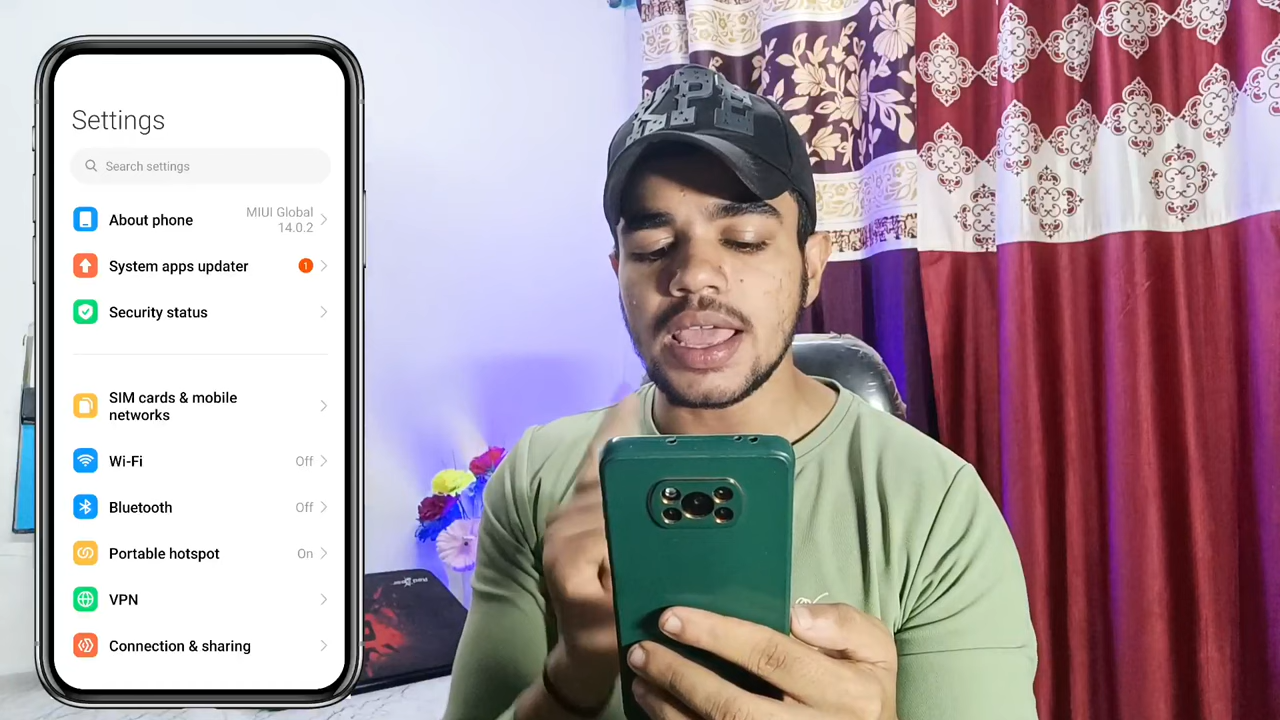 Settings
Search settings
About phone
MIUI Global
14.0.2
System apps updater
1
Security status
SIM cards & mobile
networks
Wi-Fi
Off
Bluetooth
Off
Portable hotspot
On
VPN
Connection & sharing